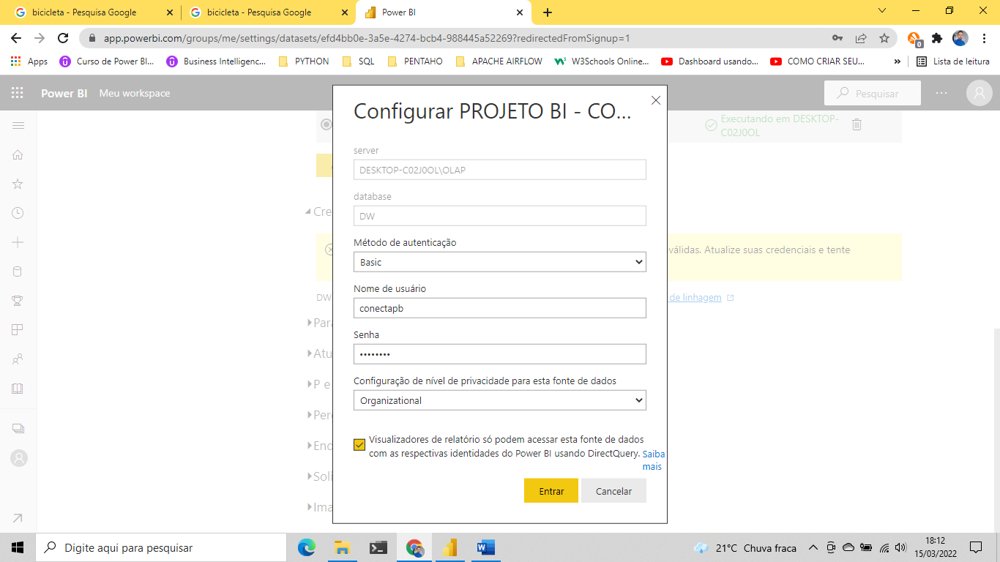 bicicleta - Pesquisa Google
bicicleta - Pesquisa Google
Power BI
app.powerbi.com/groups/me/settings/datasets/efd4bb0e-3a5e-4274-bcb4-988445a52269?redirectedFromSignup=1
0
Apps
Curso de Power BI...
Business Intelligenc...
PYTHON
SQL
PENTAHO
APACHE AIRFLOW
W3Schools Online...
Dashboard usando...
COMO CRIAR SEU...
»
Lista de leitura
Power BI
Meu workspace
Pesquisar
Configurar PROJETO BI - CO...
Executando em DESKTOP-
C02J0OL
server
DESKTOP-C02J0OL\OLAP
database
Cre
DW
Método de autenticação
válidas. Atualize suas credenciais e tente
Basic
Nome de usuário
DW
de linhagem
conectapb
Pará
Senha
Atu
••••••••
Configuração de nível de privacidade para esta fonte de dados
P e
Organizational
Per
Visualizadores de relatório só podem acessar esta fonte de dados
com as respectivas identidades do Power BI usando DirectQuery. Saiba
mais
End
Soli
Entrar
Cancelar
Ima
Digite aqui para pesquisar
21°C Chuva fraca
18:12
15/03/2022